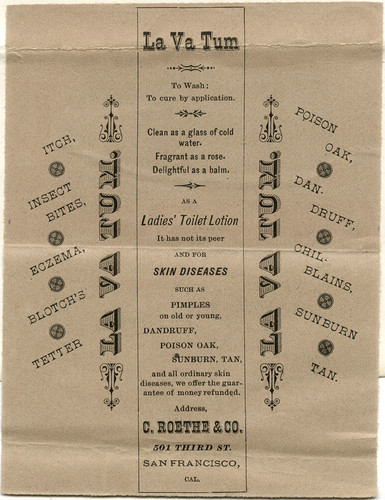 ITCH,
INSECT
BITES,
ECZEMA,
BLOTCH'S
TETTER
LA VA TUM.
La Va Tum
To Wash;
To cure by application.
Clean as a glass of cold
water.
Fragrant as a rose.
Delightful as a balm.
AS A
Ladies' Toilet Lotion
It has not its peer
AND FOR
SKIN DISEASES
SUCH AS
PIMPLES
on old or young,
DANDRUFF,
POISON OAK,
SUNBURN, TAN,
and all ordinary skin
diseases, we offer the guar-
antee of money refunded.
Address,
C. ROETHE & CO.
501 THIRD ST.
SAN FRANCISCO,
CAL.
LA VA TUM.
POISON
OAK,
DAN-
DRUFF,
CHIL-
BLAINS,
SUNBURN
TAN.